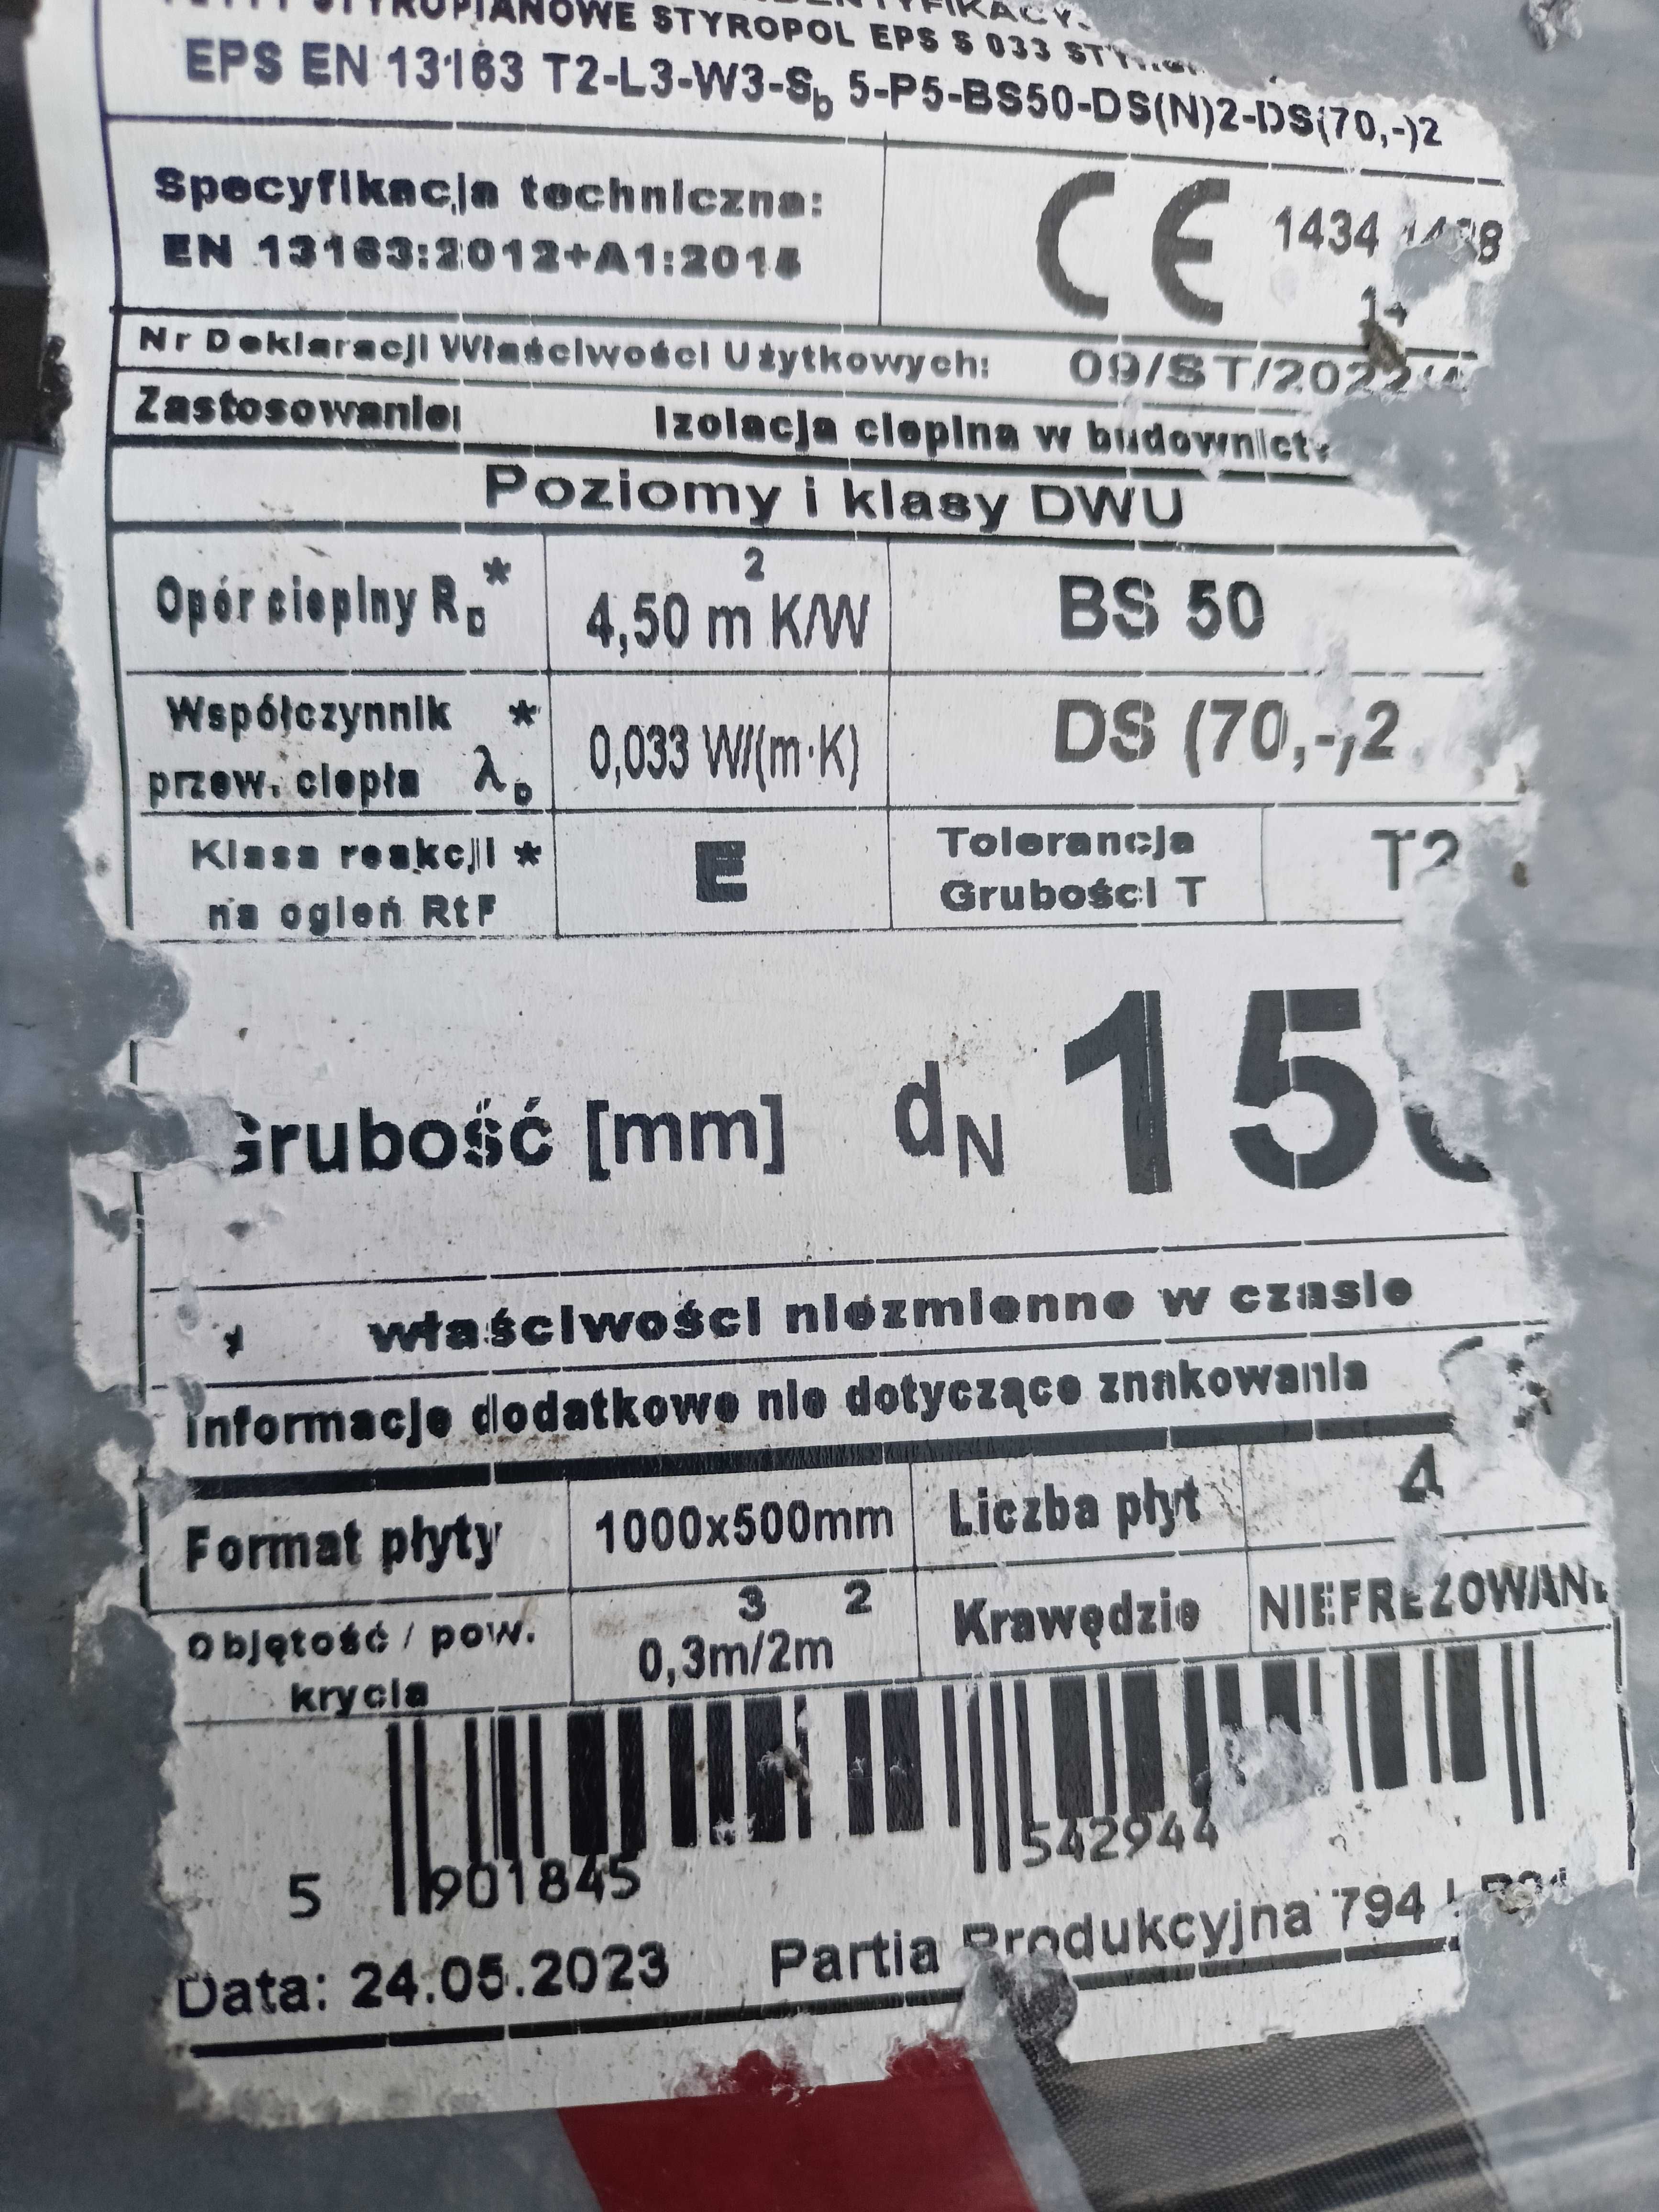 STYROPIANOWE STYROPOL EPS S 033
EPS EN 13163 T2-L3-W3-Sb 5-P5-BS50-DS(N)2-DS(70,-)2
Specyfikacja techniczna:
EN 13163:2012+A1:2015
CE 1434
Nr Deklaracji Właściwości Użytkowych: 09/ST/2022
Zastosowanie: Izolacja cieplna w
Poziomy i klasy DWU
Opór cieplny RD* 4,50 m2 K/W BS 50
Współczynnik *
przew. ciepła λD 0,033 W/(m·K) DS (70,-)2
Klasa reakcji *
na ogień RtF E Tolerancja
Grubości T T2
Grubość [mm] dN 150
* właściwości niezmienne w czasie
Informacje dodatkowe nie dotyczące znakowania
Format płyty 1000x500mm Liczba płyt 4
Objętość / pow.
krycia 0,3m3/2m2 Krawędzie NIEFREZOWANE
5 901845 542944
Data: 24.05.2023 Partia Produkcyjna 794